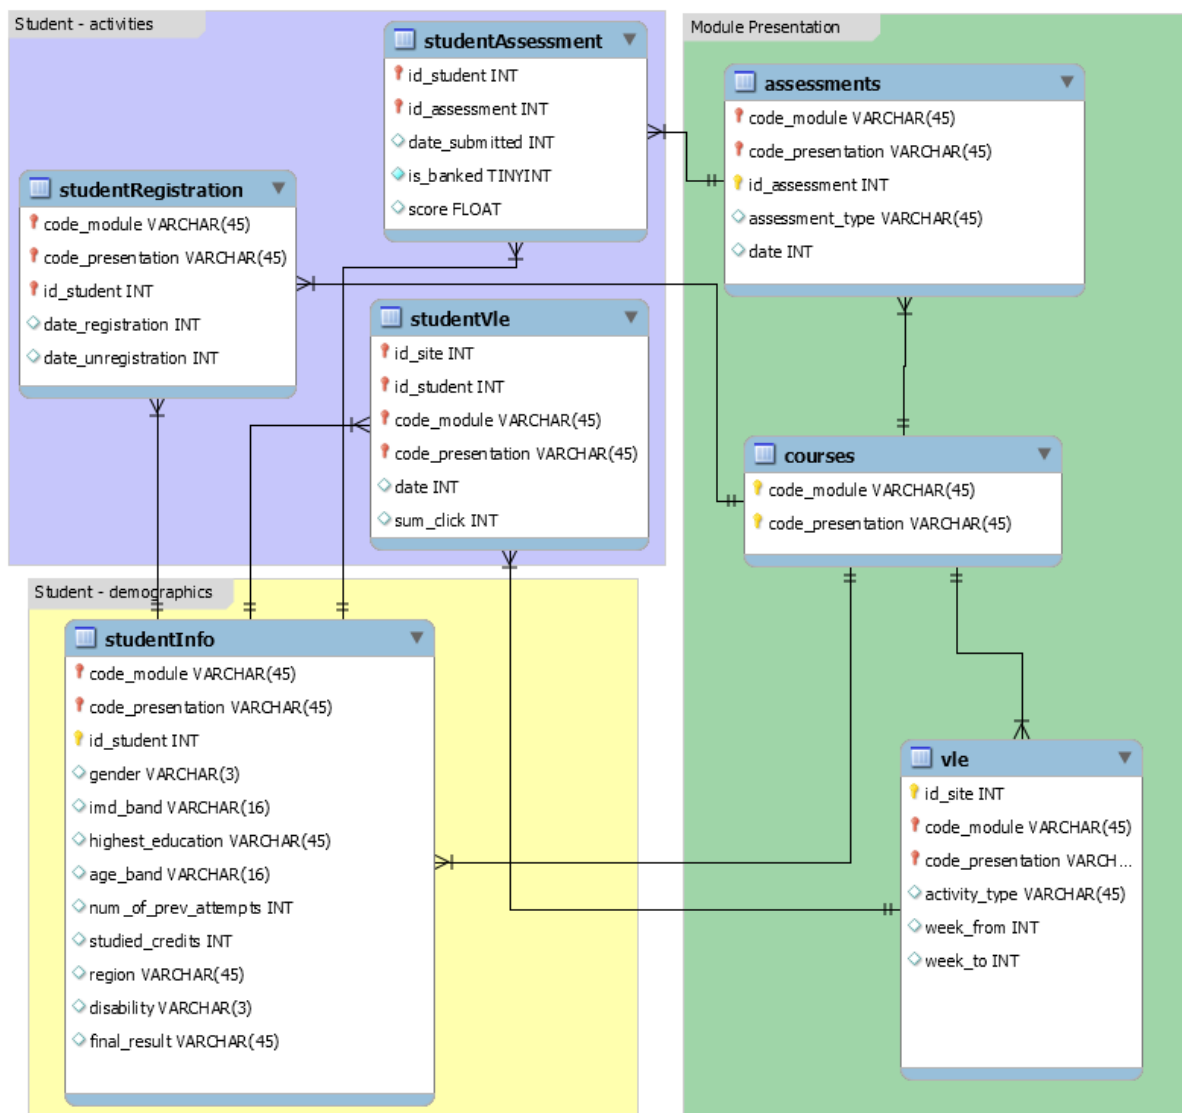 Student - activities
studentAssessment
id_student INT
id_assessment INT
date_submitted INT
is_banked TINYINT
score FLOAT
studentRegistration
code_module VARCHAR(45)
code_presentation VARCHAR(45)
id_student INT
date_registration INT
date_unregistration INT
studentVle
id_site INT
id_student INT
code_module VARCHAR(45)
code_presentation VARCHAR(45)
date INT
sum_click INT
Module Presentation
assessments
code_module VARCHAR(45)
code_presentation VARCHAR(45)
id_assessment INT
assessment_type VARCHAR(45)
date INT
courses
code_module VARCHAR(45)
code_presentation VARCHAR(45)
Student - demographics
studentInfo
code_module VARCHAR(45)
code_presentation VARCHAR(45)
id_student INT
gender VARCHAR(3)
imd_band VARCHAR(16)
highest_education VARCHAR(45)
age_band VARCHAR(16)
num_of_prev_attempts INT
studied_credits INT
region VARCHAR(45)
disability VARCHAR(3)
final_result VARCHAR(45)
vle
id_site INT
code_module VARCHAR(45)
code_presentation VARCH...
activity_type VARCHAR(45)
week_from INT
week_to INT